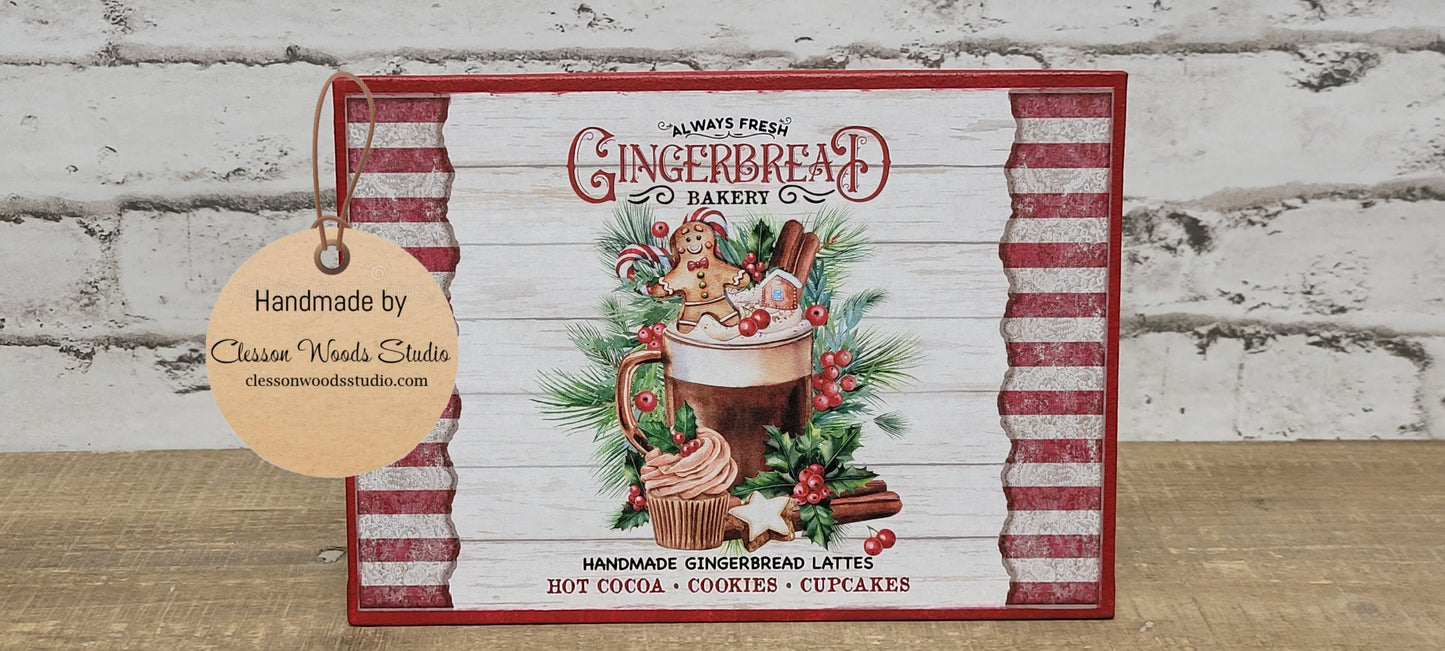 ALWAYS FRESH
GINGERBREAD
BAKERY
Handmade by
Clesson Woods Studio
clessonwoodsstudio.com
HANDMADE GINGERBREAD LATTES
HOT COCOA • COOKIES • CUPCAKES